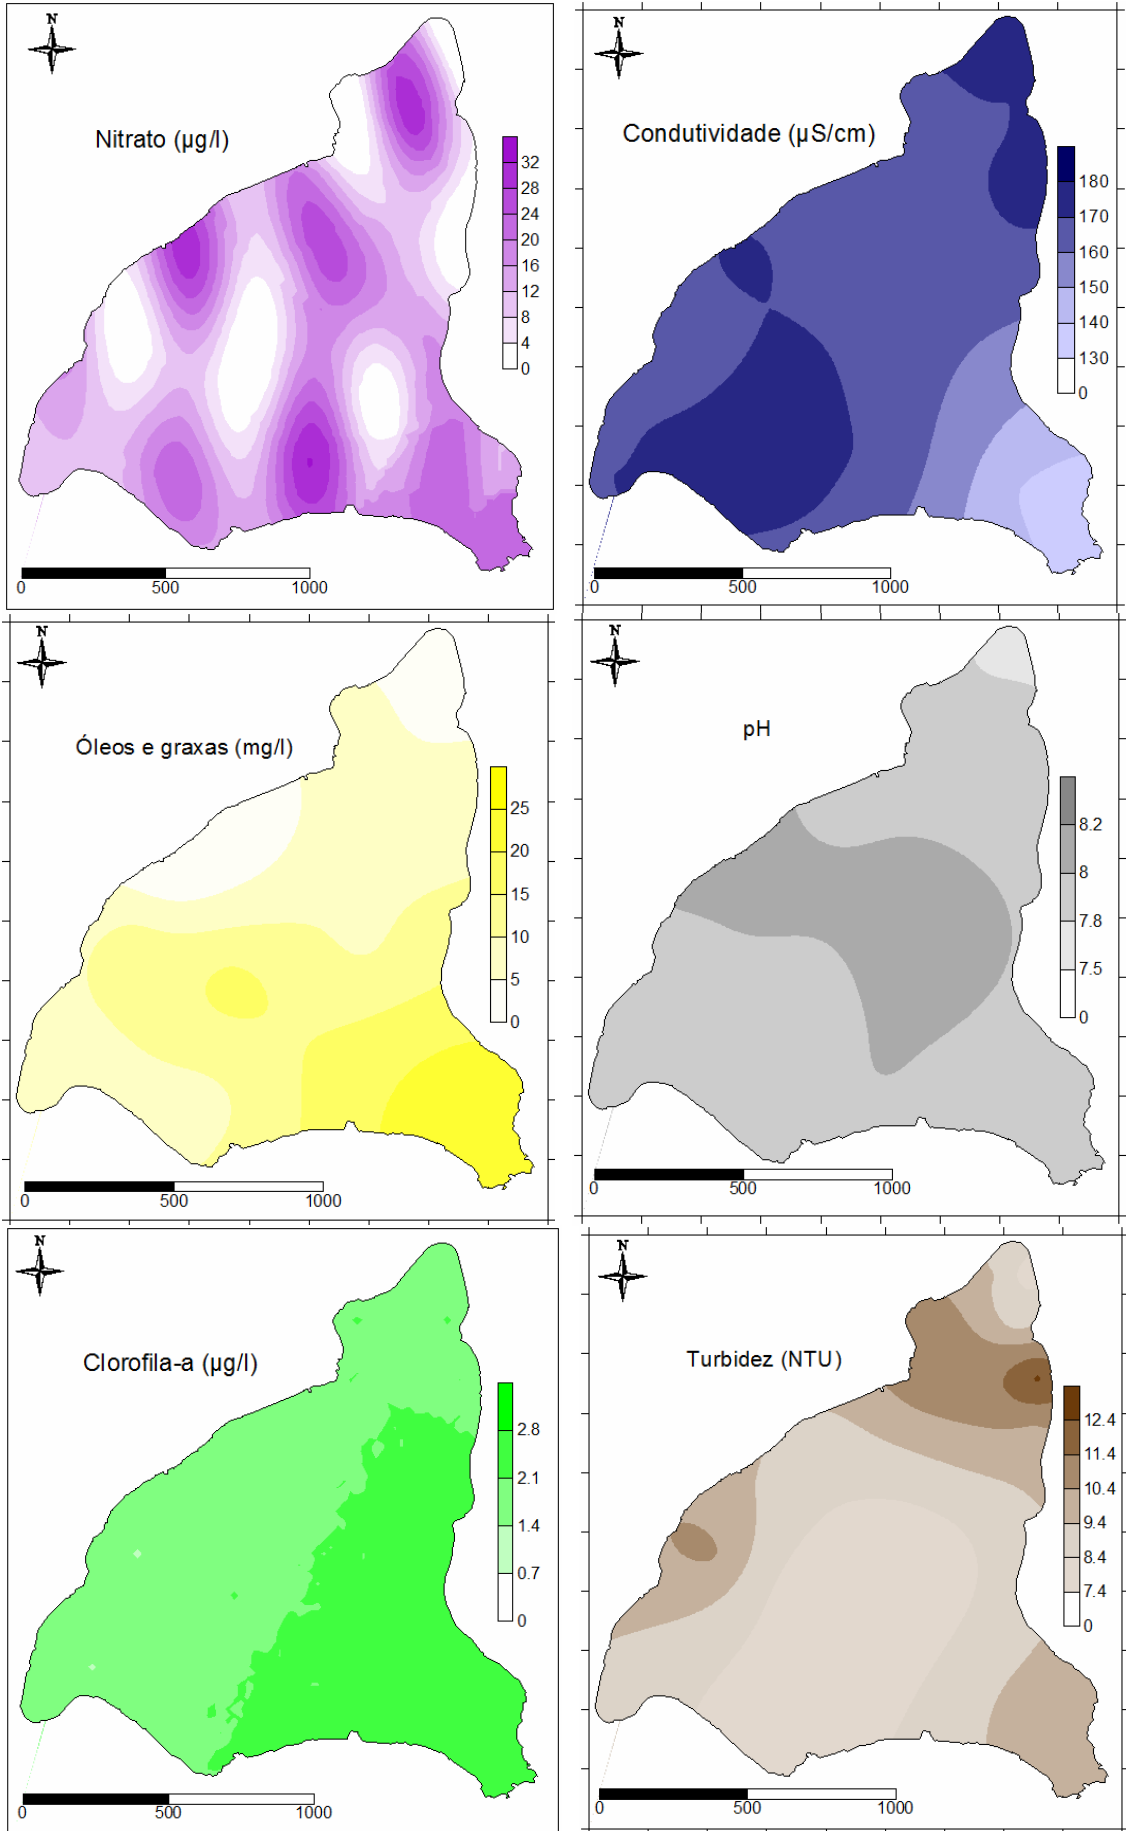 N
Nitrato (µg/l)
32
28
24
20
16
12
8
4
0
0 500 1000
N
Condutividade (µS/cm)
180
170
160
150
140
130
0
0 500 1000
N
Óleos e graxas (mg/l)
25
20
15
10
5
0
0 500 1000
N
pH
8.2
8
7.8
7.5
0
0 500 1000
N
Clorofila-a (µg/l)
2.8
2.1
1.4
0.7
0
0 500 1000
N
Turbidez (NTU)
12.4
11.4
10.4
9.4
8.4
7.4
0
0 500 1000